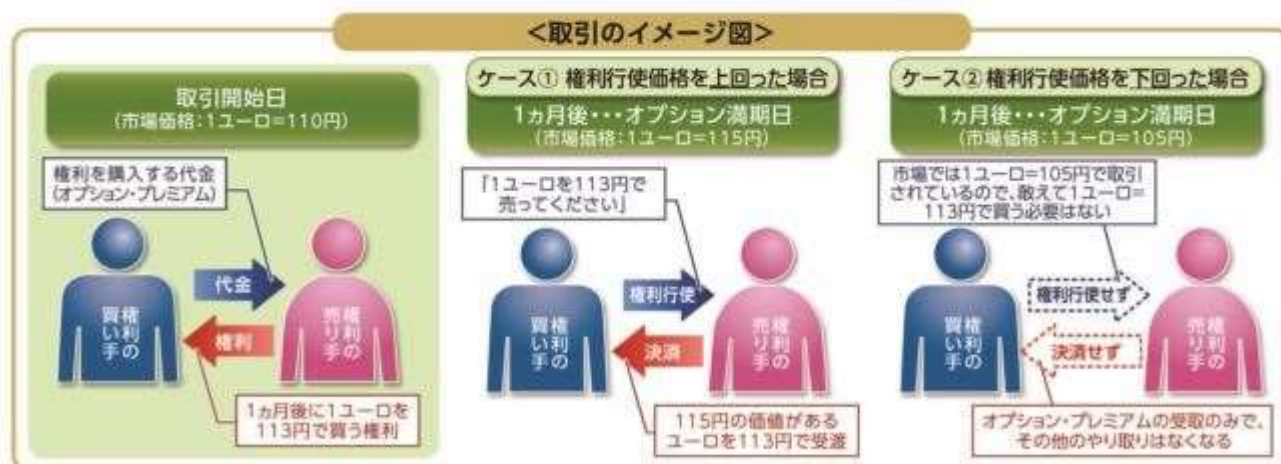 <取引のイメージ図>
取引開始日
(市場価格:1ユーロ=110円)
権利を購入する代金
(オプション・プレミアム)
代金
権利
権利の
買い手
権利の
売り手
1ヵ月後に1ユーロを
113円で買う権利
ケース① 権利行使価格を上回った場合
1ヵ月後・・・オプション満期日
(市場価格:1ユーロ=115円)
「1ユーロを113円で
売ってください」
権利行使
決済
権利の
買い手
権利の
売り手
115円の価値がある
ユーロを113円で受渡
ケース② 権利行使価格を下回った場合
1ヵ月後・・・オプション満期日
(市場価格:1ユーロ=105円)
市場では1ユーロ=105円で取引
されているので、敢えて1ユーロ=
113円で買う必要はない
権利行使せず
決済せず
権利の
買い手
権利の
売り手
オプション・プレミアムの受取のみで、
その他のやり取りはなくなる